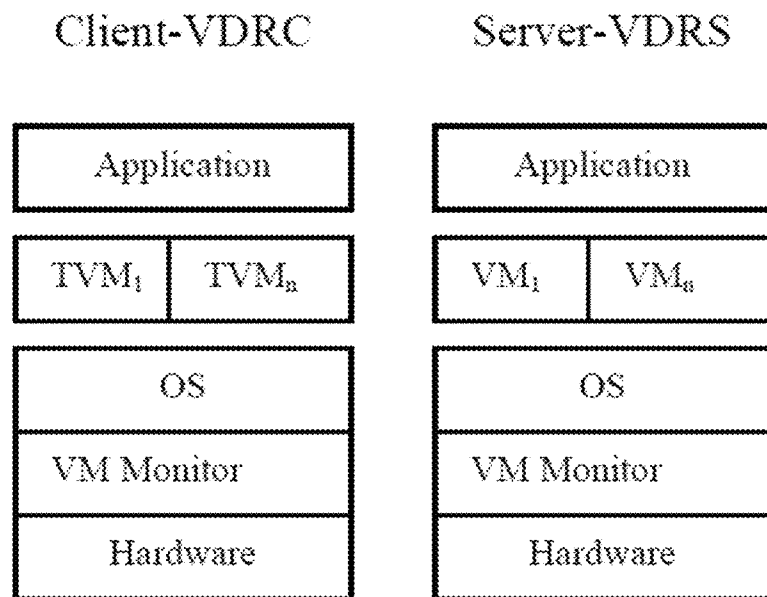 Client-VDRC
Server-VDRS
Application
Application
TVM₁
TVMₙ
VM₁
VMₙ
OS
OS
VM Monitor
VM Monitor
Hardware
Hardware